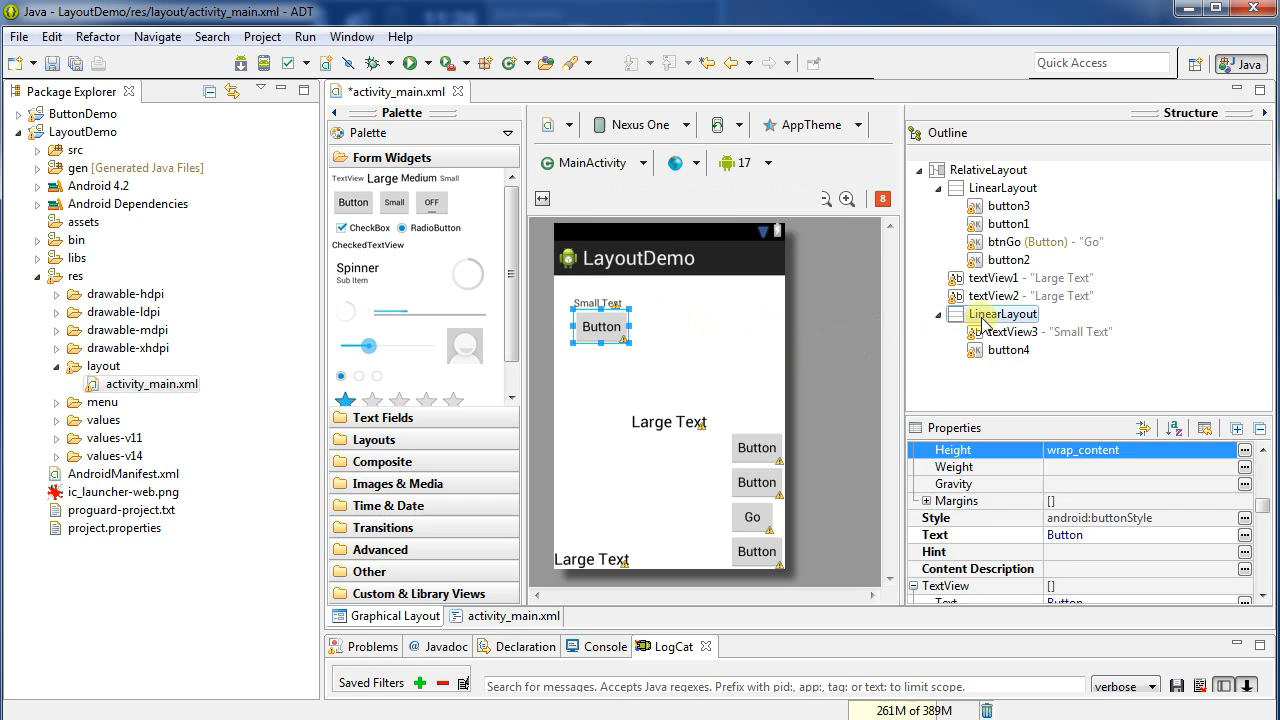 Java - LayoutDemo/res/layout/activity_main.xml - ADT
File Edit Refactor Navigate Search Project Run Window Help
Quick Access
Java
Package Explorer
ButtonDemo
LayoutDemo
src
gen [Generated Java Files]
Android 4.2
Android Dependencies
assets
bin
libs
res
drawable-hdpi
drawable-ldpi
drawable-mdpi
drawable-xhdpi
layout
activity_main.xml
menu
values
values-v11
values-v14
AndroidManifest.xml
ic_launcher-web.png
proguard-project.txt
project.properties
*activity_main.xml
Palette
Palette
Form Widgets
TextView Large Medium Small
Button Small OFF
CheckBox RadioButton
CheckedTextView
Spinner
Sub Item
Text Fields
Layouts
Composite
Images & Media
Time & Date
Transitions
Advanced
Other
Custom & Library Views
Nexus One
AppTheme
MainActivity
17
8
LayoutDemo
Small Text
Button
Large Text
Button
Button
Go
Button
Large Text
Graphical Layout
activity_main.xml
Structure
Outline
RelativeLayout
LinearLayout
button3
button1
btnGo (Button) - "Go"
button2
textView1 - "Large Text"
textView2 - "Large Text"
LinearLayout
textView3 - "Small Text"
button4
Properties
Height wrap_content
Weight
Gravity
Margins []
Style android:buttonStyle
Text Button
Hint
Content Description
TextView []
Text Button
Problems
Javadoc
Declaration
Console
LogCat
Saved Filters
Search for messages. Accepts Java regexes. Prefix with pid:, app:, tag: or text: to limit scope.
verbose
261M of 389M